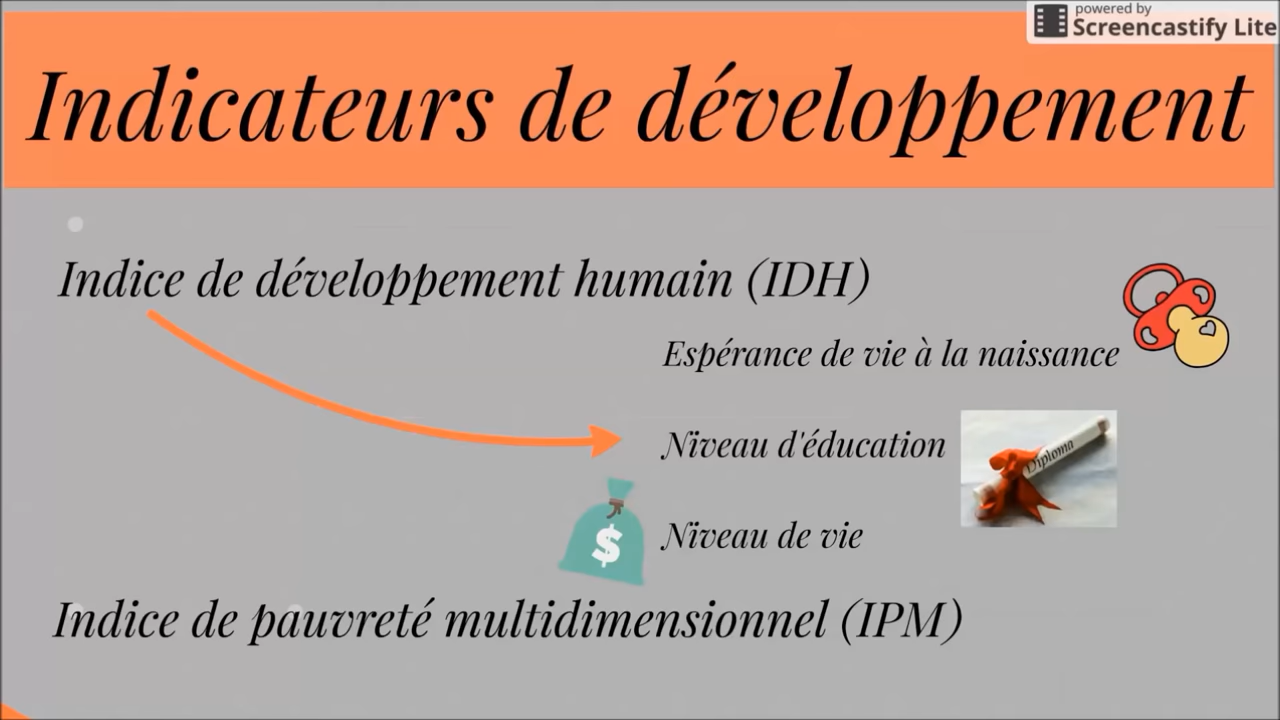 powered by
Screencastify Lite
Indicateurs de développement
Indice de développement humain (IDH)
Espérance de vie à la naissance
Niveau d'éducation
Diploma
$
Niveau de vie
Indice de pauvreté multidimensionnel (IPM)